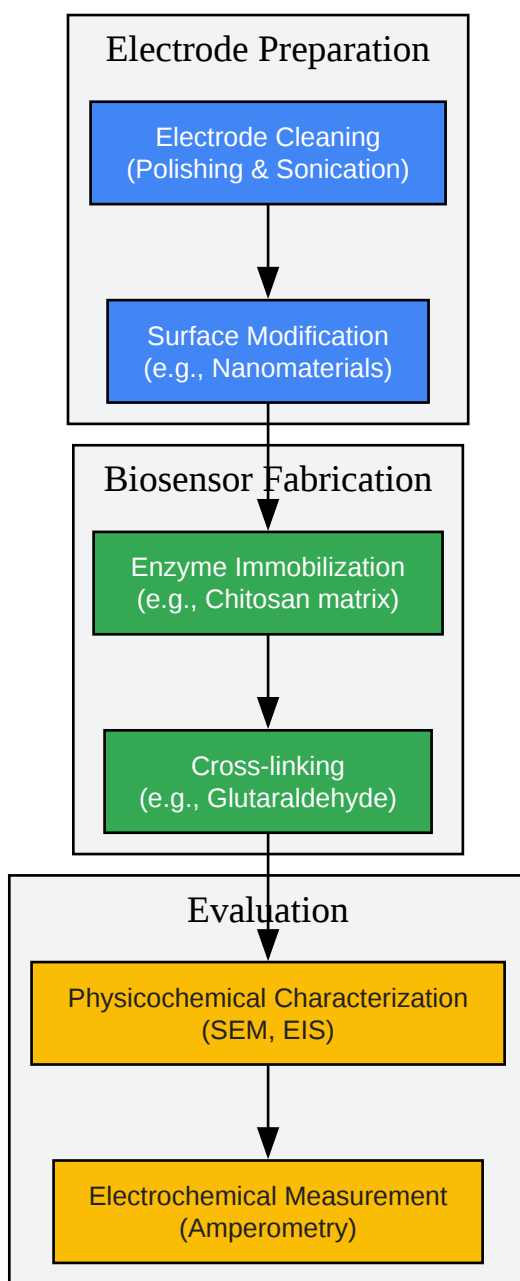 Electrode Preparation
Electrode Cleaning
(Polishing & Sonication)
Surface Modification
(e.g., Nanomaterials)
Biosensor Fabrication
Enzyme Immobilization
(e.g., Chitosan matrix)
Cross-linking
(e.g., Glutaraldehyde)
Evaluation
Physicochemical Characterization
(SEM, EIS)
Electrochemical Measurement
(Amperometry)